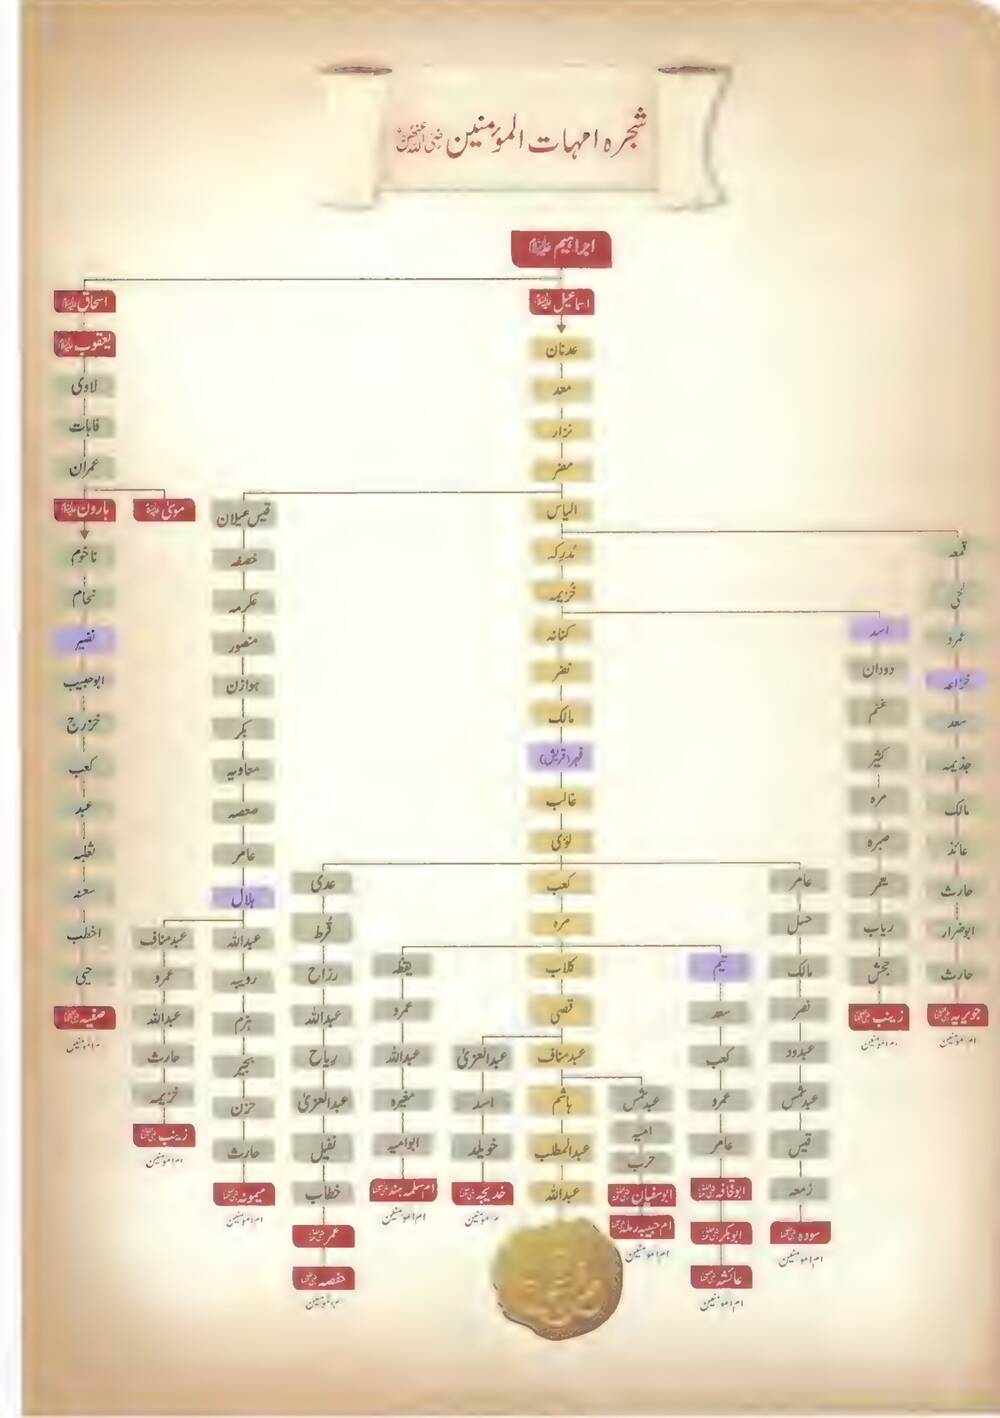 شجرہ امہات المؤمنین رضی اللہ عنہن
ابراہیم علیہ السلام
اسحاق علیہ السلام
یعقوب علیہ السلام
لاوی
قاہات
عمران
ہارون علیہ السلام
موسیٰ علیہ السلام
ناخوم
نحام
نضیر
ابوحبیب
خزرج
کعب
عبد
ثعلبہ
سعنہ
اخطب
حیی
صفیہ رضی اللہ عنہا
ام المومنین
اسماعیل علیہ السلام
عدنان
معد
نزار
مضر
الیاس
مُدرکہ
خُزیمہ
کنانہ
نضر
مالک
فہر (قریش)
غالب
لؤی
کعب
مرہ
کلاب
قصی
عبدمناف
ہاشم
عبدالمطلب
عبداللہ
قیس عیلان
خصفہ
عکرمہ
منصور
ہوازن
بکر
معاویہ
صعصہ
عامر
ہلال
عبدمناف
عمرو
عبداللہ
حارث
خزیمہ
زینب رضی اللہ عنہا
ام المومنین
عبداللہ
رویبہ
ہزم
بجیر
حزن
حارث
میمونہ رضی اللہ عنہا
ام المومنین
عدی
قُرط
رزاح
عبداللہ
ریاح
عبدالعزیٰ
نفیل
خطاب
عمر رضی اللہ عنہ
حفصہ رضی اللہ عنہا
ام المومنین
یقظہ
عمرو
عبداللہ
مغیرہ
ابوامیہ
ام سلمہ ہند رضی اللہ عنہا
ام المومنین
عبدالعزیٰ
اسد
خویلد
خدیجہ رضی اللہ عنہا
ام المومنین
عبدشمس
امیہ
حرب
ابوسفیان رضی اللہ عنہ
ام حبیبہ رملہ رضی اللہ عنہا
ام المومنین
تیم
سعد
کعب
عمرو
عامر
ابوقحافہ رضی اللہ عنہ
ابوبکر رضی اللہ عنہ
عائشہ رضی اللہ عنہا
ام المومنین
عامر
حسل
مالک
نصر
عبدود
عبدشمس
قیس
زمعہ
سودہ رضی اللہ عنہا
ام المومنین
اسد
دودان
غنم
کثیر
مرہ
صبرہ
یعمر
ریاب
جحش
زینب رضی اللہ عنہا
ام المومنین
قمعہ
لحی
عمرو
خزاعہ
سعد
جذیمہ
مالک
عائذ
حارث
ابوضرار
حارث
جویریہ رضی اللہ عنہا
ام المومنین